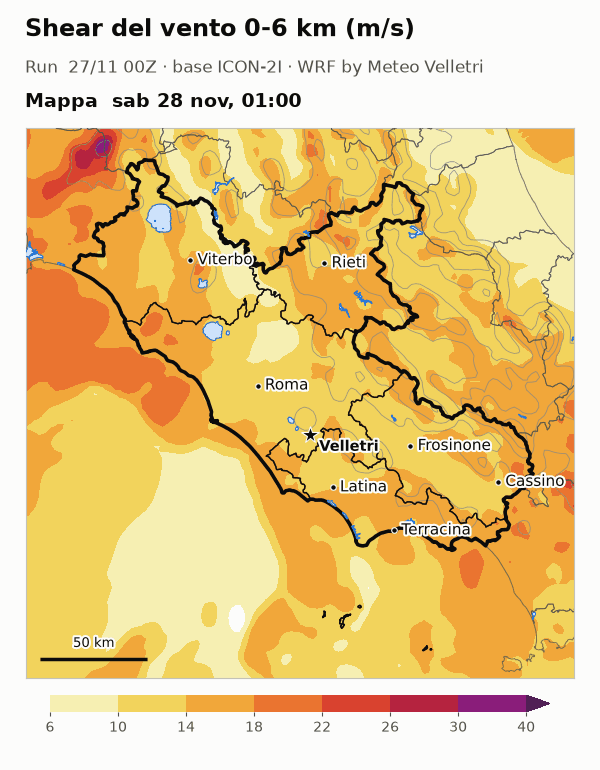 Shear del vento 0-6 km (m/s)
Run 27/11 00Z · base ICON-2I · WRF by Meteo Velletri
Mappa sab 28 nov, 01:00
Viterbo
Rieti
Roma
Velletri
Frosinone
Cassino
Latina
Terracina
50 km
6 10 14 18 22 26 30 40